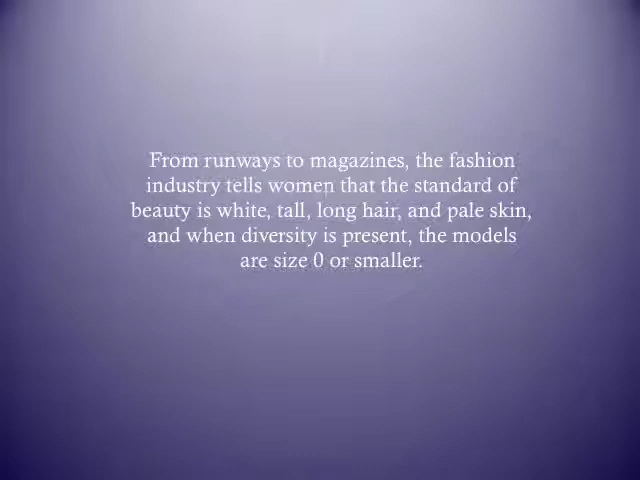 From runways to magazines, the fashion
industry tells women that the standard of
beauty is white, tall, long hair, and pale skin,
and when diversity is present, the models
are size 0 or smaller.